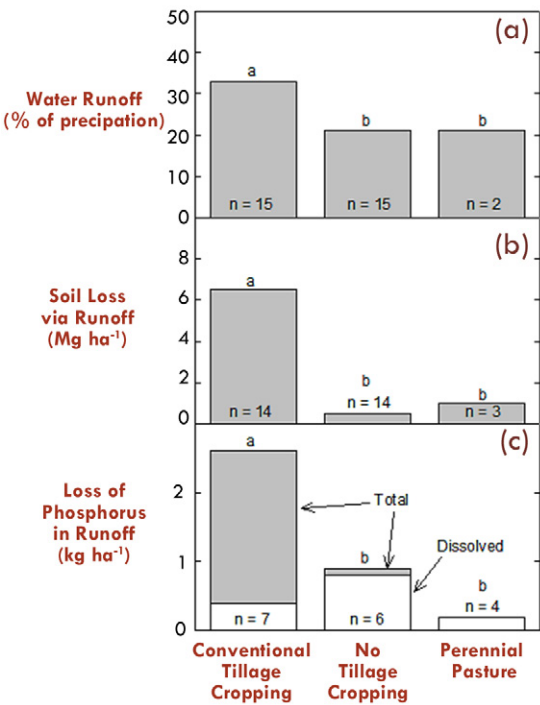 50
(a)
40
a
Water Runoff
(% of precipation)
30
b
b
20
10
n = 15
n = 15
n = 2
0
(b)
8
a
Soil Loss
via Runoff
(Mg ha⁻¹)
6
4
b
2
b
n = 14
n = 14
n = 3
0
(c)
a
Loss of
Phosphorus
in Runoff
(kg ha⁻¹)
2
Total
Dissolved
1
b
b
n = 7
n = 6
n = 4
0
Conventional
Tillage
Cropping
No
Tillage
Cropping
Perennial
Pasture